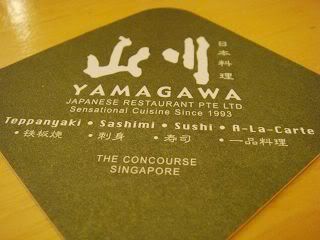 山川
日本料理
YAMAGAWA
JAPANESE RESTAURANT PTE LTD
Sensational Cuisine Since 1993
Teppanyaki • Sashimi • Sushi • A-La-Carte
• 铁板烧 • 刺身 • 寿司 • 一品料理
THE CONCOURSE
SINGAPORE